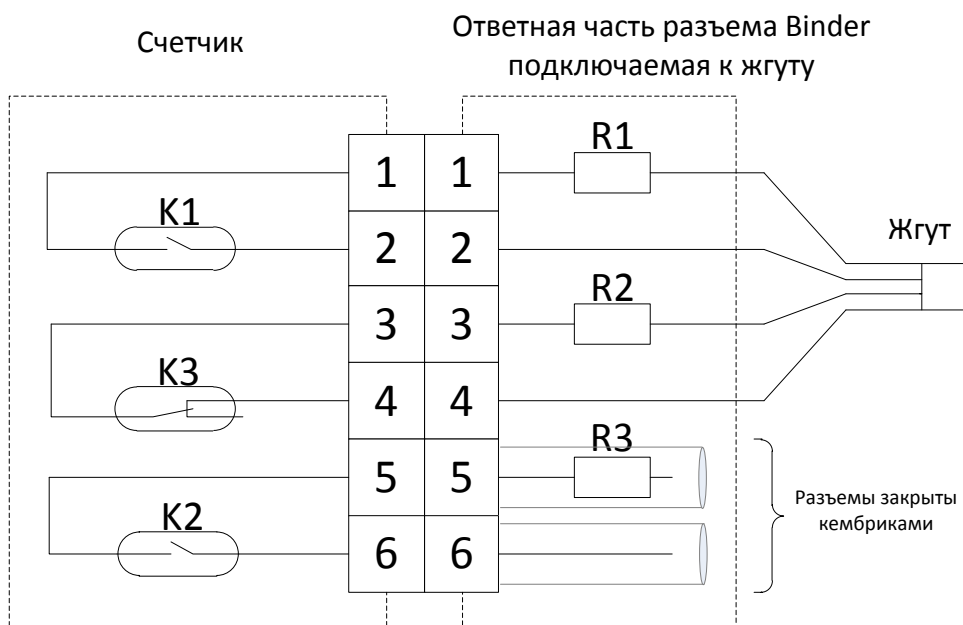 Счетчик
Ответная часть разъема Binder
подключаемая к жгуту
1 1
R1
K1
2 2
Жгут
3 3
R2
K3
4 4
5 5
R3
K2
6 6
Разъемы закрыты
кембриками